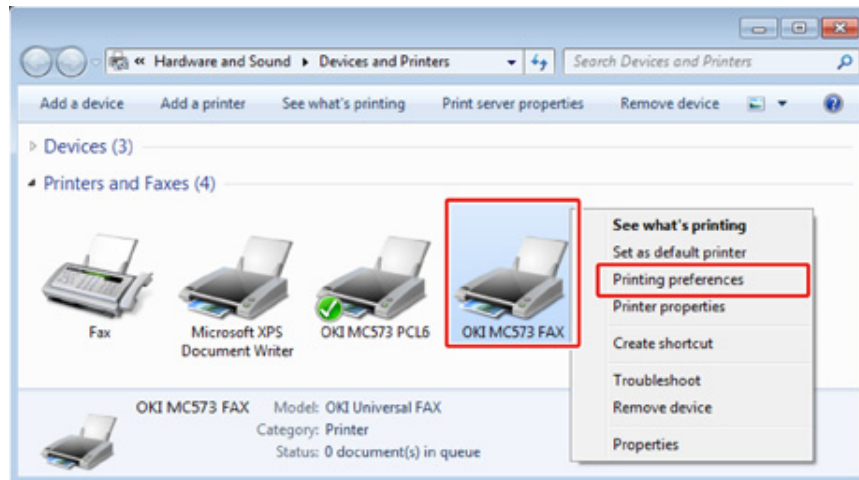 « Hardware and Sound ▸ Devices and Printers
Search Devices and Printers
Add a device Add a printer See what's printing Print server properties Remove device
Devices (3)
Printers and Faxes (4)
Fax
Microsoft XPS
Document Writer
OKI MC573 PCL6
OKI MC573 FAX
See what's printing
Set as default printer
Printing preferences
Printer properties
Create shortcut
Troubleshoot
Remove device
Properties
OKI MC573 FAX Model: OKI Universal FAX
Category: Printer
Status: 0 document(s) in queue